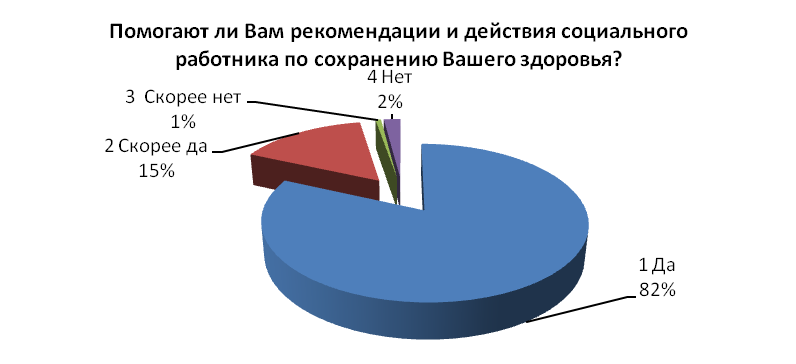 Помогают ли Вам рекомендации и действия социального
работника по сохранению Вашего здоровья?
4 Нет
2%
3 Скорее нет
1%
2 Скорее да
15%
1 Да
82%